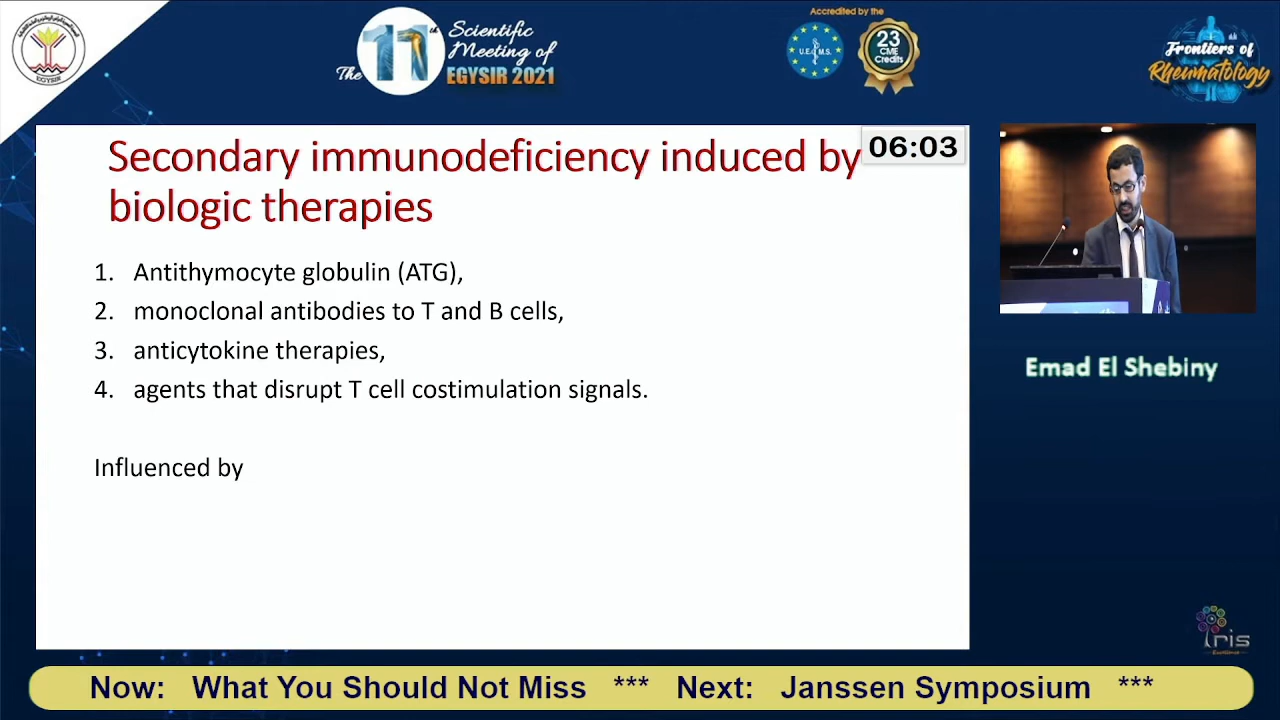 EGYSIR
The 11th
Scientific
Meeting of
EGYSIR 2021
Accredited by the
U.E.M.S.
23
CME
Credits
Frontiers of
Rheumatology
Secondary immunodeficiency induced by
biologic therapies
06:03
1. Antithymocyte globulin (ATG),
2. monoclonal antibodies to T and B cells,
3. anticytokine therapies,
4. agents that disrupt T cell costimulation signals.
Influenced by
Emad El Shebiny
Iris
Now: What You Should Not Miss *** Next: Janssen Symposium ***